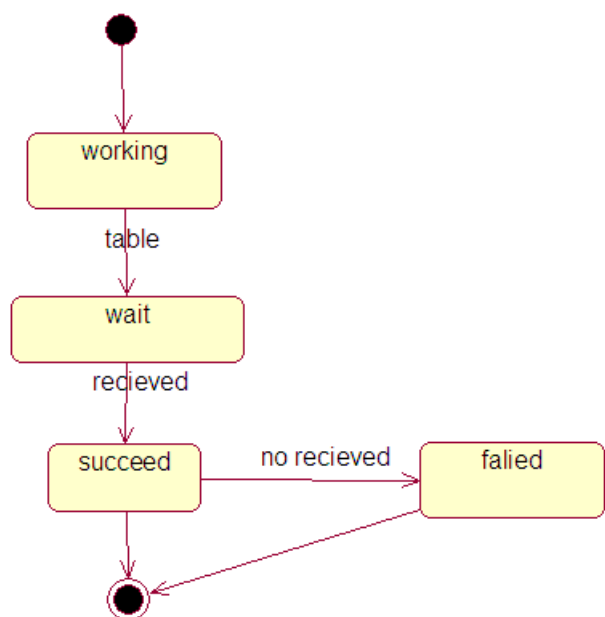 working
table
wait
recieved
succeed
no recieved
falied